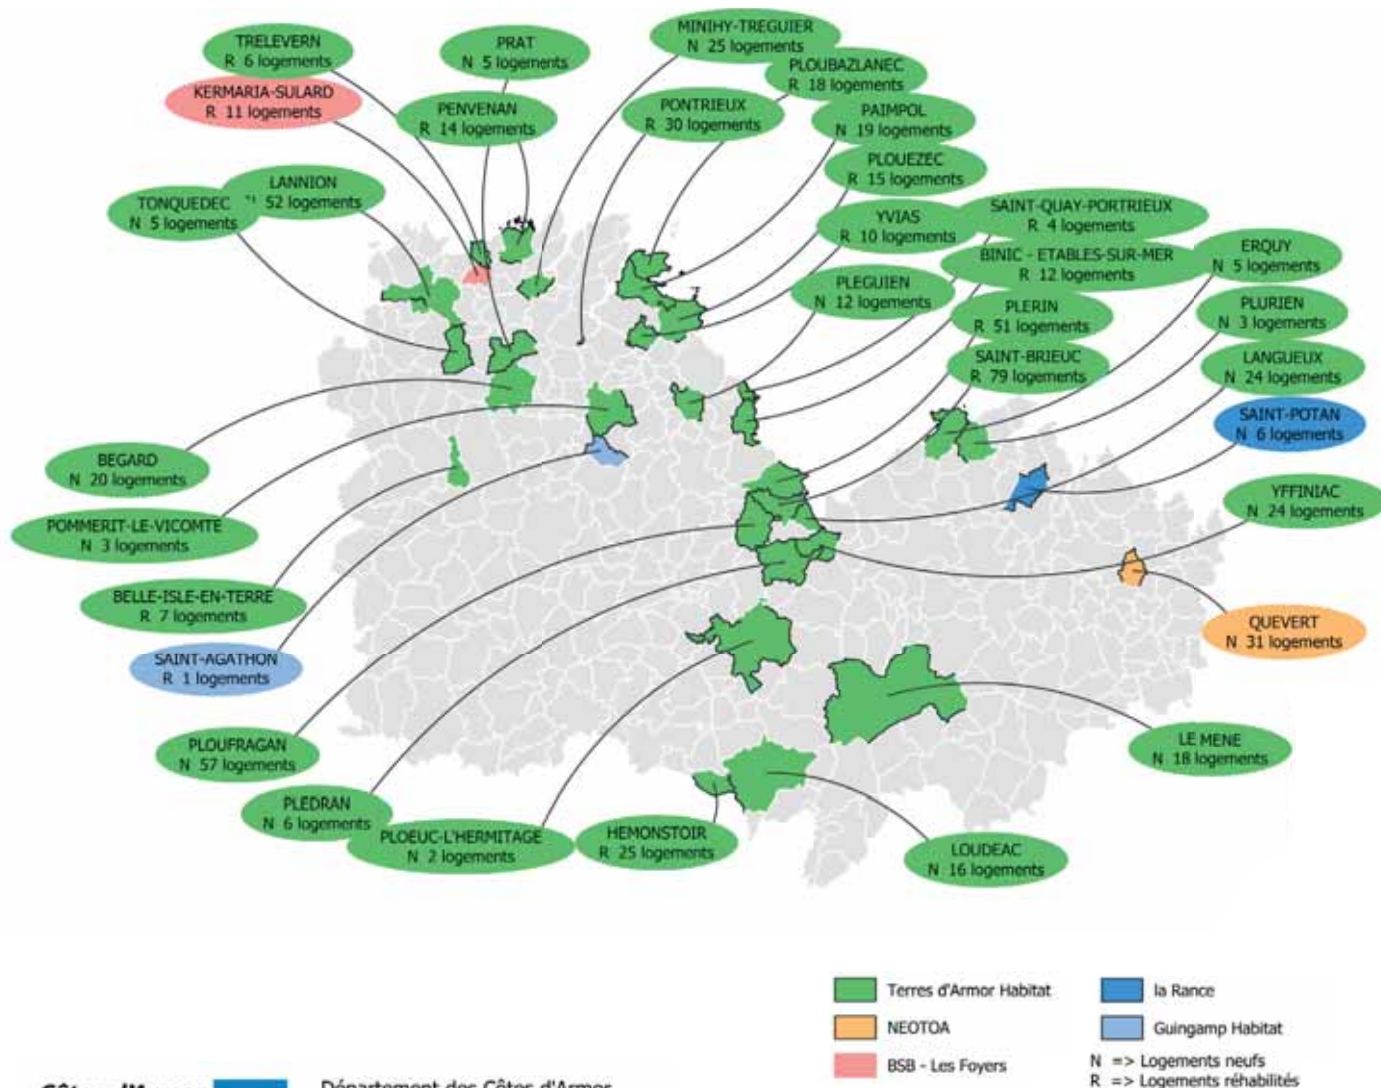 TRELEVERN
R 6 logements
PRAT
N 5 logements
MINIHY-TREGUIER
N 25 logements
PLOUBAZLANEC
R 18 logements
KERMARIA-SULARD
R 11 logements
PENVENAN
R 14 logements
PONTRIEUX
R 30 logements
PAIMPOL
N 19 logements
PLOUEZEC
R 15 logements
LANNION
52 logements
TONQUEDEC
N 5 logements
YVIAS
R 10 logements
SAINT-QUAY-PORTRIEUX
R 4 logements
BINIC - ETABLES-SUR-MER
R 12 logements
ERQUY
N 5 logements
PLEGUIEN
N 12 logements
PLERIN
R 51 logements
PLURIEN
N 3 logements
SAINT-BRIEUC
R 79 logements
LANGUEUX
N 24 logements
SAINT-POTAN
N 6 logements
BEGARD
N 20 logements
YFFINIAC
N 24 logements
POMMERIT-LE-VICOMTE
N 3 logements
BELLE-ISLE-EN-TERRE
R 7 logements
QUEVERT
N 31 logements
SAINT-AGATHON
R 1 logements
PLOUFRAGAN
N 57 logements
LE MENE
N 18 logements
PLEDRAN
N 6 logements
PLOEUC-L'HERMITAGE
N 2 logements
HEMONSTOIR
R 25 logements
LOUDEAC
N 16 logements
Terres d'Armor Habitat
la Rance
NEOTOA
Guingamp Habitat
BSB - Les Foyers
N => Logements neufs
R => Logements réhabilités
Département des Côtes d'Armor